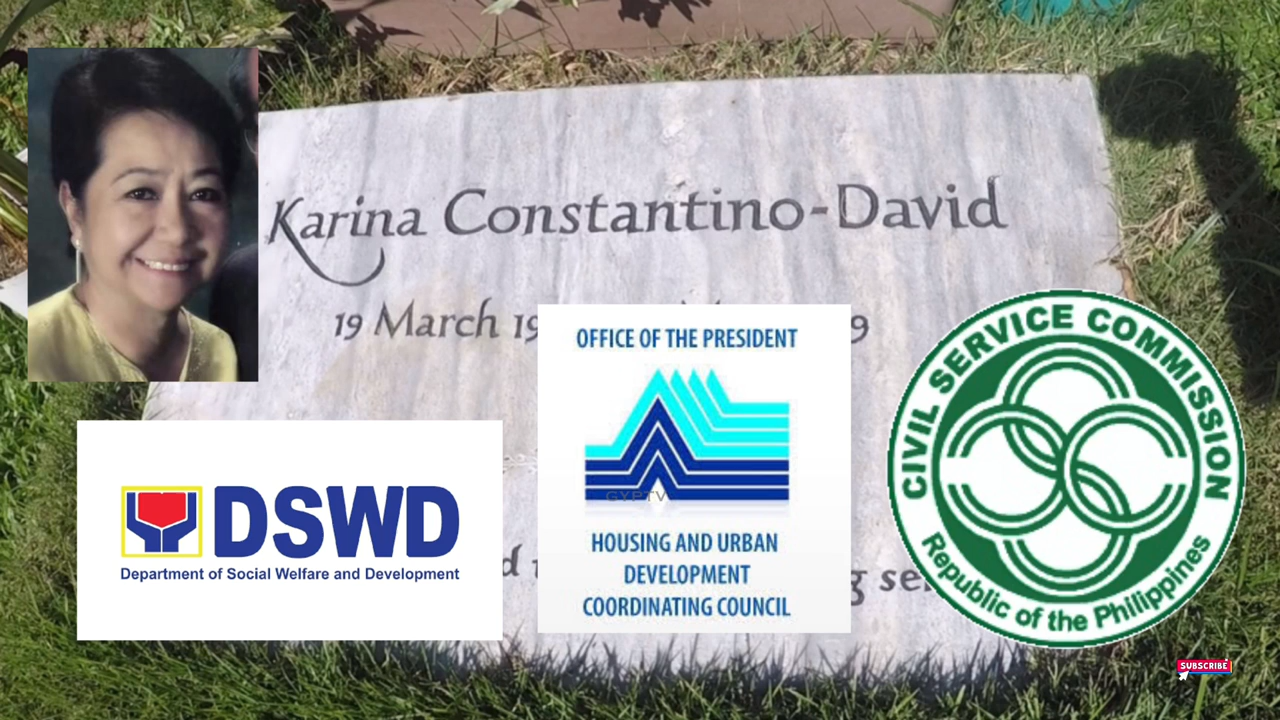 Karina Constantino-David
19 March 19
9
OFFICE OF THE PRESIDENT
GYPTV
HOUSING AND URBAN
DEVELOPMENT
COORDINATING COUNCIL
DSWD
Department of Social Welfare and Development
CIVIL SERVICE COMMISSION
Republic of the Philippines
SUBSCRIBE